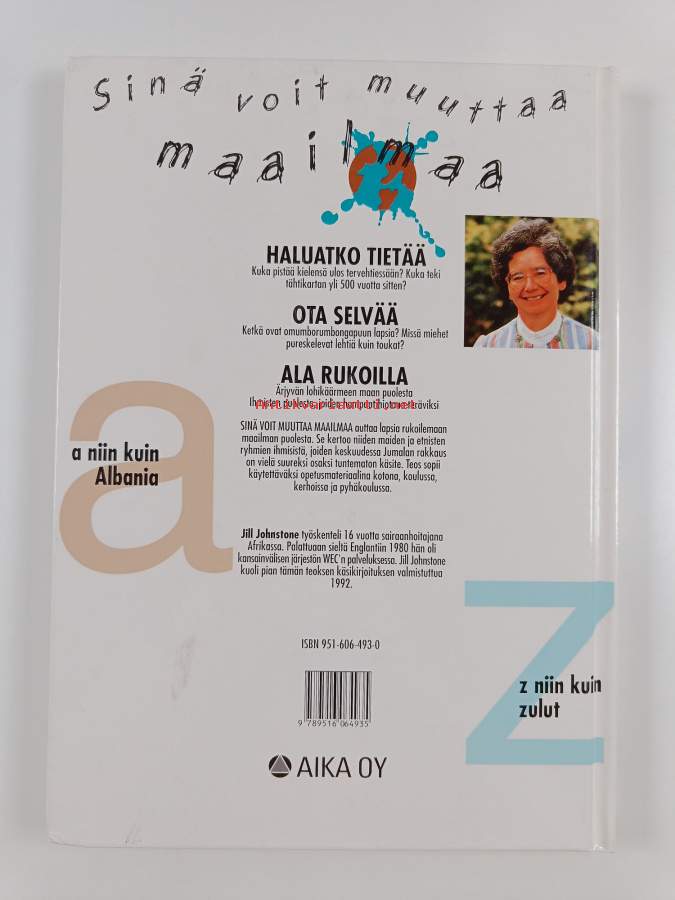 Sinä voit muuttaa
maailmaa
HALUATKO TIETÄÄ
Kuka pistää kielensä ulos tervehtiessään? Kuka teki
tähtikartan yli 500 vuotta sitten?
OTA SELVÄÄ
Ketkä ovat omumborumbongapuun lapsia? Missä miehet
pureskelevat lehtiä kuin toukat?
ALA RUKOILLA
Ärjyvän lohikäärmeen maan puolesta
Ihmisten puolesta, joiden
SINÄ VOIT MUUTTAA MAAILMAA auttaa lapsia rukoilemaan
maailman puolesta. Se kertoo niiden maiden ja etnisten
ryhmien ihmisistä, joiden keskuudessa Jumalan rakkaus
on vielä suureksi osaksi tuntematon käsite. Teos sopii
käytettäväksi opetusmateriaalina kotona, koulussa,
kerhoissa ja pyhäkoulussa.
a
a niin kuin
Albania
Jill Johnstone työskenteli 16 vuotta sairaanhoitajana
Afrikassa. Palattuaan sieltä Englantiin 1980 hän oli
kansainvälisen järjestön WEC'n palveluksessa. Jill Johnstone
kuoli pian tämän teoksen käsikirjoituksen valmistuttua
1992.
z
z niin kuin
zulut
ISBN 951-606-493-0
9 789516 064935
AIKA OY